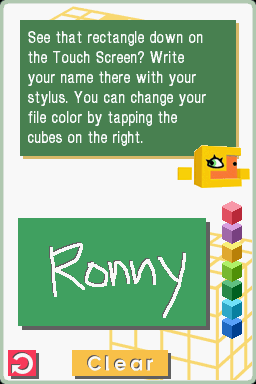 See that rectangle down on
the Touch Screen? Write
your name there with your
stylus. You can change your
file color by tapping the
cubes on the right.
Ronny
Clear